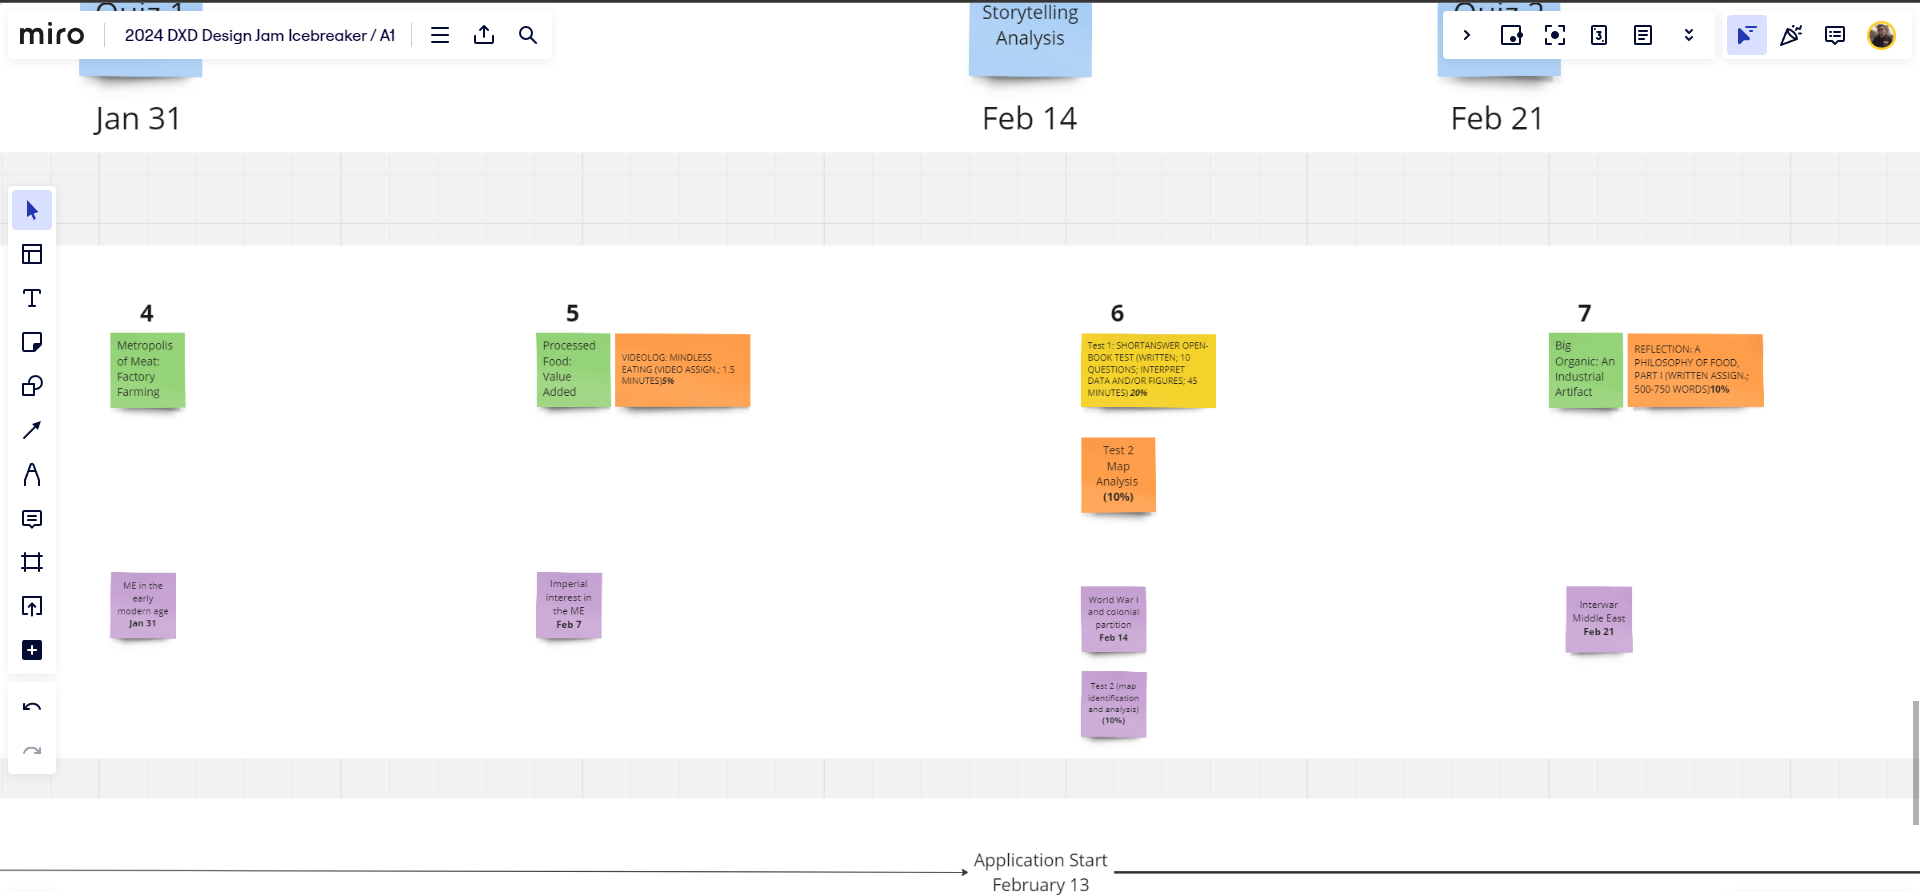 Quiz 1
Storytelling
Analysis
miro
2024 DXD Design Jam Icebreaker / A1
3
Jan 31
Feb 14
Feb 21
4
Metropolis
of Meat:
Factory
Farming
5
Processed
Food:
Value
Added
VIDEOLOG: MINDLESS
EATING (VIDEO ASSIGN.; 1.5
MINUTES)5%
6
Test 1: SHORTANSWER OPEN-
BOOK TEST (WRITTEN; 10
QUESTIONS; INTERPRET
DATA AND/OR FIGURES; 45
MINUTES) 20%
7
Big
Organic: An
Industrial
Artifact
REFLECTION: A
PHILOSOPHY OF FOOD,
PART I (WRITTEN ASSIGN.;
500-750 WORDS)10%
Test 2
Map
Analysis
(10%)
ME in the
early
modern age
Jan 31
Imperial
interest in
the ME
Feb 7
World War I
and colonial
partition
Feb 14
Interwar
Middle East
Feb 21
Test 2 (map
identification
and analysis)
(10%)
Application Start
February 13